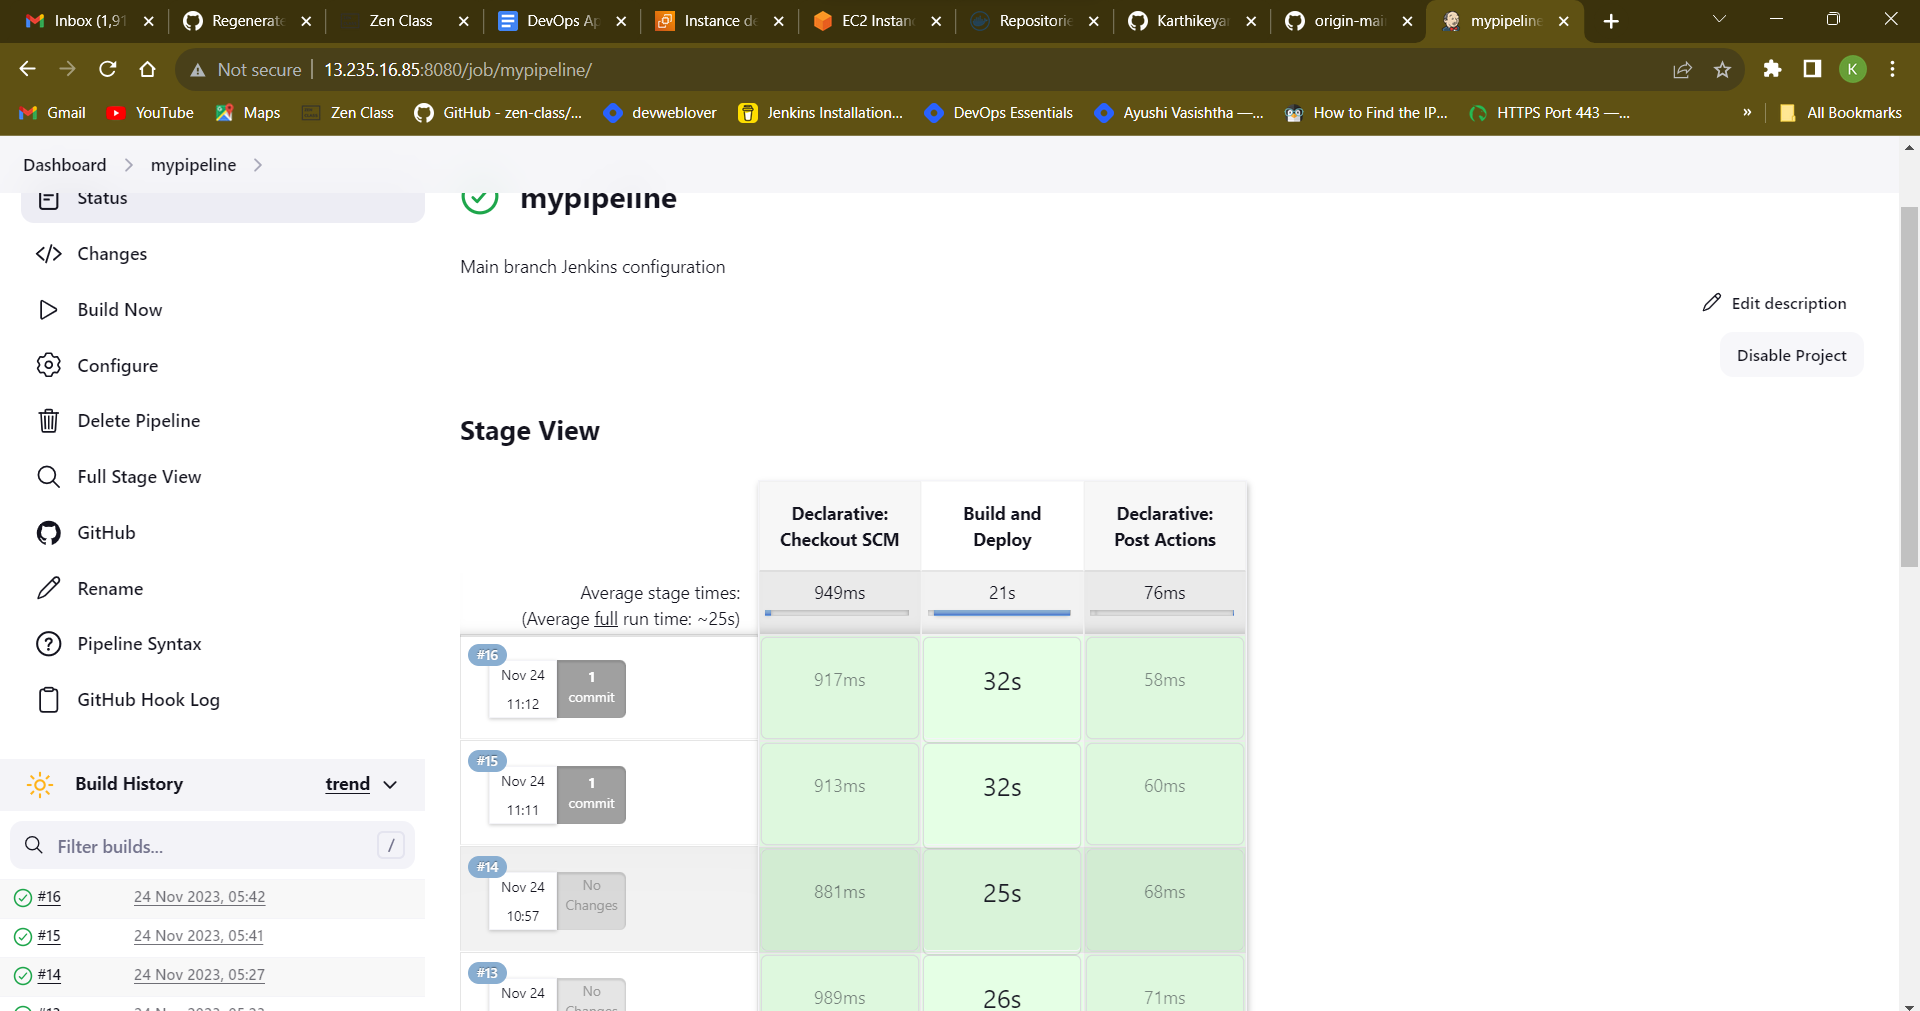 Inbox (1,91
Regenerate
Zen Class
DevOps Ap
Instance de
EC2 Instan
Repositorie
Karthikeyan
origin-mai
mypipeline
Not secure
13.235.16.85:8080/job/mypipeline/
K
Gmail
YouTube
Maps
Zen Class
GitHub - zen-class/...
devweblover
Jenkins Installation...
DevOps Essentials
Ayushi Vasishtha —...
How to Find the IP...
HTTPS Port 443 —...
»
All Bookmarks
Dashboard
mypipeline
Status
Changes
Build Now
Configure
Delete Pipeline
Full Stage View
GitHub
Rename
Pipeline Syntax
GitHub Hook Log
Build History
trend
Filter builds...
/
#16 24 Nov 2023, 05:42
#15 24 Nov 2023, 05:41
#14 24 Nov 2023, 05:27
mypipeline
Main branch Jenkins configuration
Edit description
Disable Project
Stage View
Declarative:
Checkout SCM
Build and
Deploy
Declarative:
Post Actions
Average stage times:
(Average full run time: ~25s)
949ms
21s
76ms
#16
Nov 24
11:12
1
commit
917ms
32s
58ms
#15
Nov 24
11:11
1
commit
913ms
32s
60ms
#14
Nov 24
10:57
No
Changes
881ms
25s
68ms
#13
Nov 24
No
Changes
989ms
26s
71ms